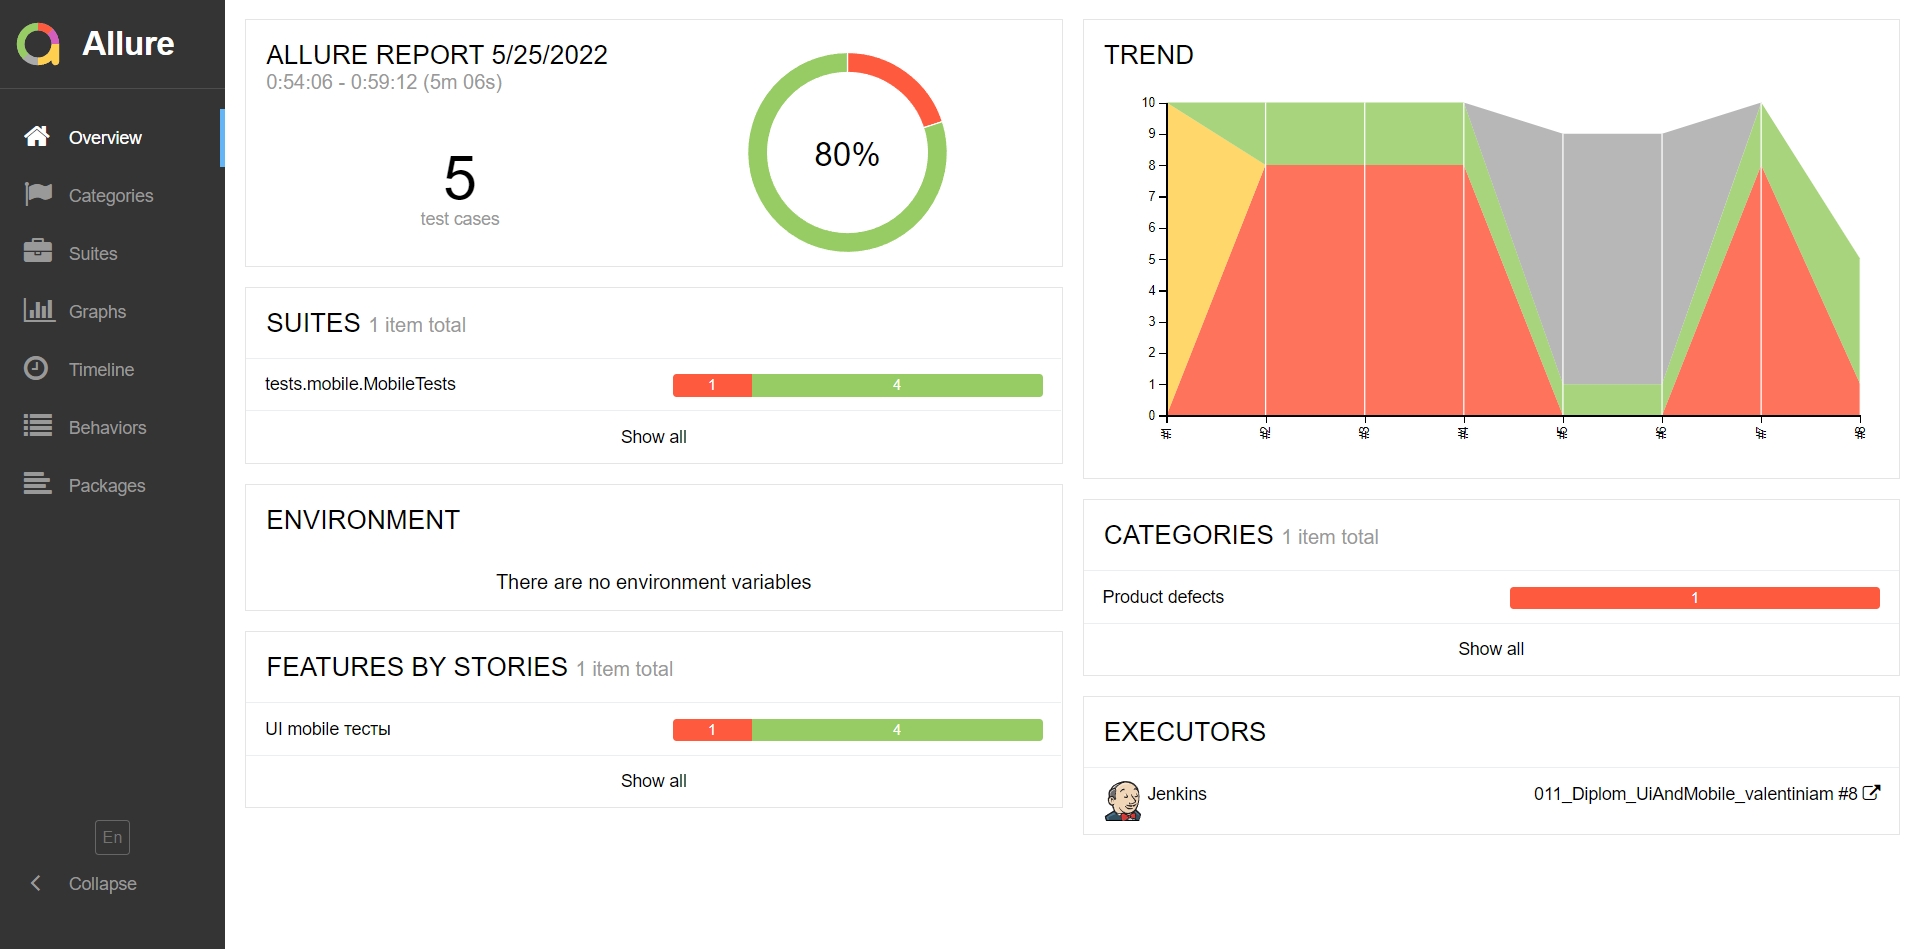 Allure
Overview
Categories
Suites
Graphs
Timeline
Behaviors
Packages
En
Collapse
ALLURE REPORT 5/25/2022
0:54:06 - 0:59:12 (5m 06s)
5
test cases
80%
SUITES 1 item total
tests.mobile.MobileTests 1 4
Show all
ENVIRONMENT
There are no environment variables
FEATURES BY STORIES 1 item total
UI mobile тесты 1 4
Show all
TREND
10
9
8
7
6
5
4
3
2
1
0
#1 #2 #3 #4 #5 #6 #7 #8
CATEGORIES 1 item total
Product defects 1
Show all
EXECUTORS
Jenkins 011_Diplom_UiAndMobile_valentiniam #8